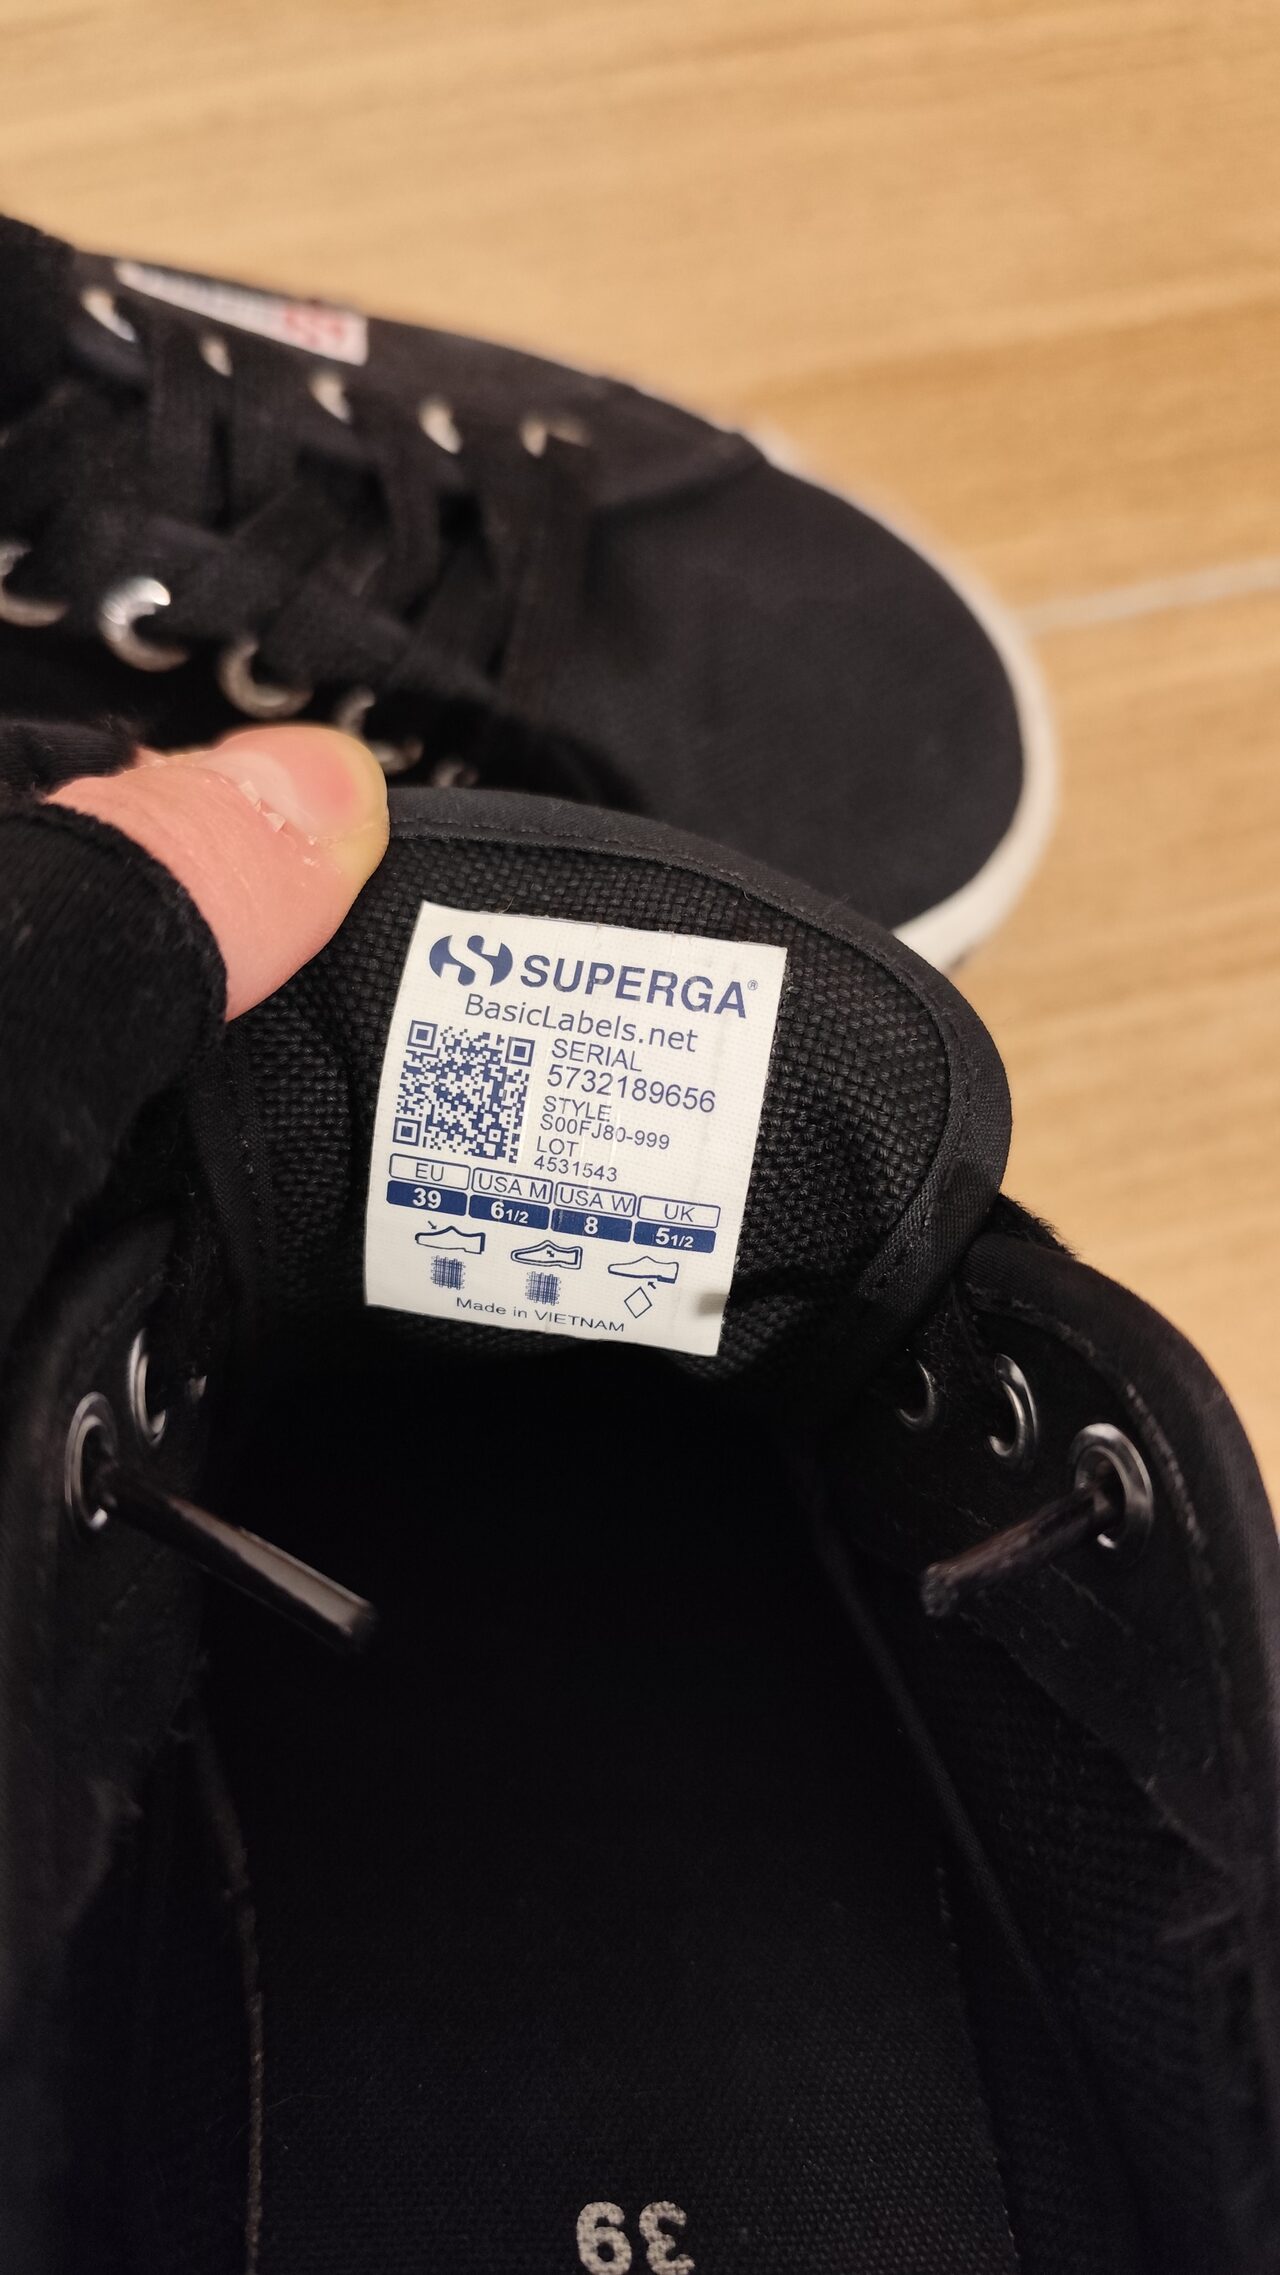 SUPERGA®
BasicLabels.net
SERIAL
5732189656
STYLE
S00FJ80-999
LOT
4531543
EU USA M USA W UK
39 6 1/2 8 5 1/2
Made in VIETNAM
39